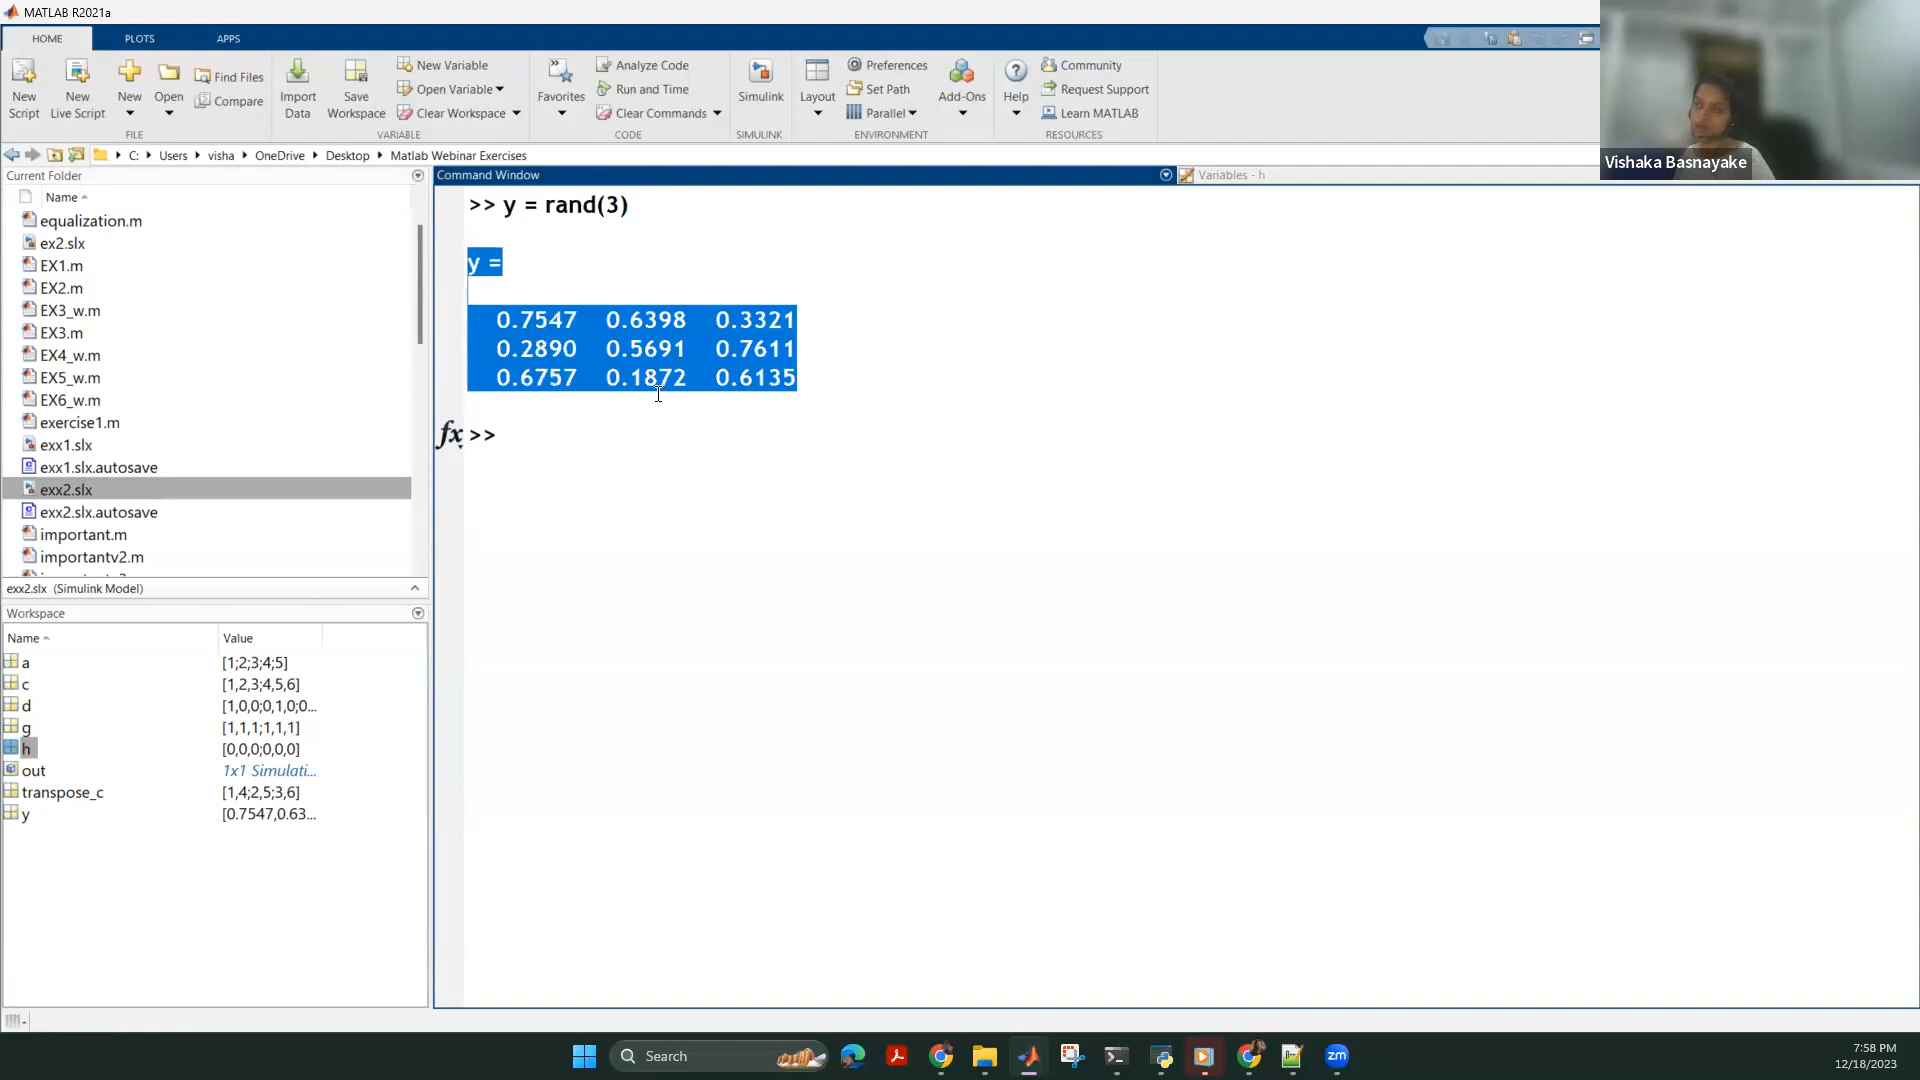 MATLAB R2021a
HOME PLOTS APPS
New Script
New Live Script
New
Open
Find Files
Compare
FILE
Import Data
Save Workspace
New Variable
Open Variable
Clear Workspace
VARIABLE
Favorites
Analyze Code
Run and Time
Clear Commands
CODE
Simulink
SIMULINK
Layout
Preferences
Set Path
Parallel
Add-Ons
ENVIRONMENT
Help
Community
Request Support
Learn MATLAB
RESOURCES
Vishaka Basnayake
C: Users visha OneDrive Desktop Matlab Webinar Exercises
Current Folder
Name
equalization.m
ex2.slx
EX1.m
EX2.m
EX3_w.m
EX3.m
EX4_w.m
EX5_w.m
EX6_w.m
exercise1.m
exx1.slx
exx1.slx.autosave
exx2.slx
exx2.slx.autosave
important.m
importantv2.m
exx2.slx (Simulink Model)
Workspace
Name Value
a [1;2;3;4;5]
c [1,2,3;4,5,6]
d [1,0,0;0,1,0;0...
g [1,1,1;1,1,1]
h [0,0,0;0,0,0]
out 1x1 Simulati...
transpose_c [1,4;2,5;3,6]
y [0.7547,0.63...
Command Window
Variables - h
>> y = rand(3)
y =
0.7547 0.6398 0.3321
0.2890 0.5691 0.7611
0.6757 0.1872 0.6135
fx >>
Search
zm
7:58 PM
12/18/2023